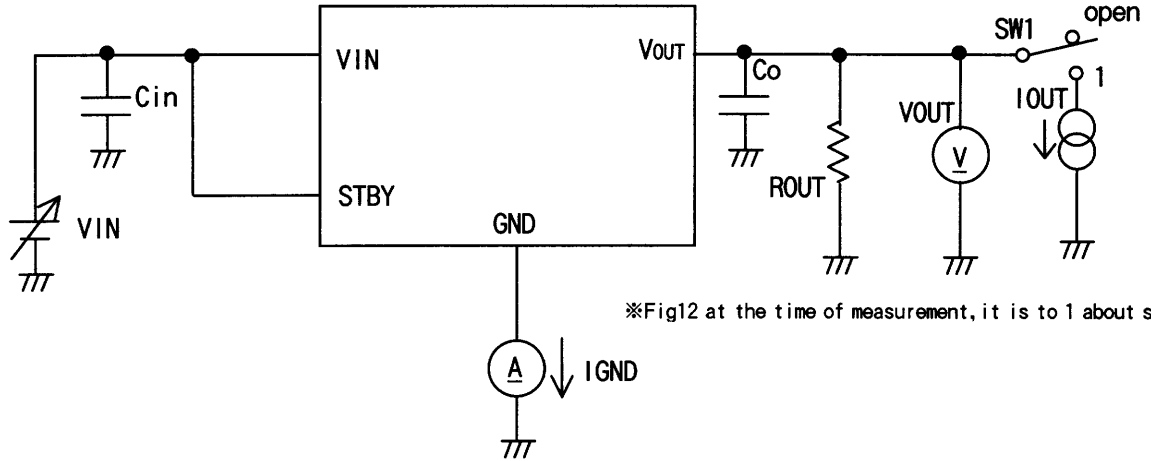 open
SW1
VIN
VOUT
Cin
Co
1
IOUT
VOUT
V
ROUT
STBY
GND
VIN
※Fig12 at the time of measurement, it is to 1 about s
A
IGND